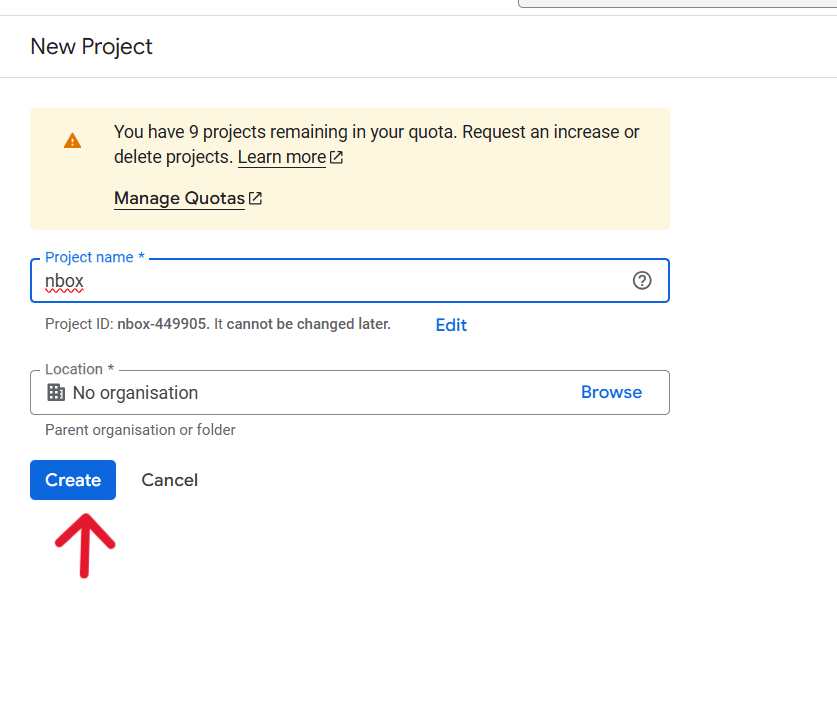 New Project
You have 9 projects remaining in your quota. Request an increase or
delete projects. Learn more
Manage Quotas
Project name *
nbox
Project ID: nbox-449905. It cannot be changed later. Edit
Location *
No organisation Browse
Parent organisation or folder
Create Cancel